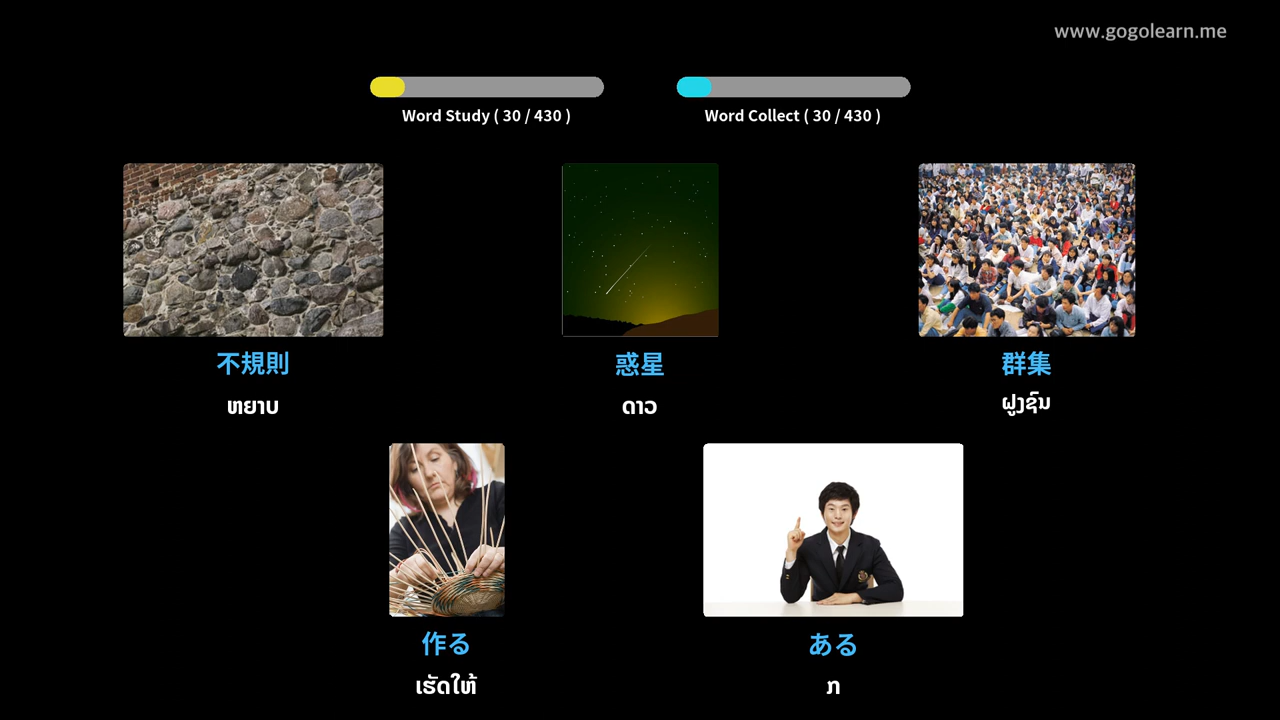 www.gogolearn.me
Word Study ( 30 / 430 )
Word Collect ( 30 / 430 )
不規則
惑星
群集
ຫຍາບ
ດາວ
ຝູງຊົນ
作る
ある
ເຮັດໃຫ້
ກ